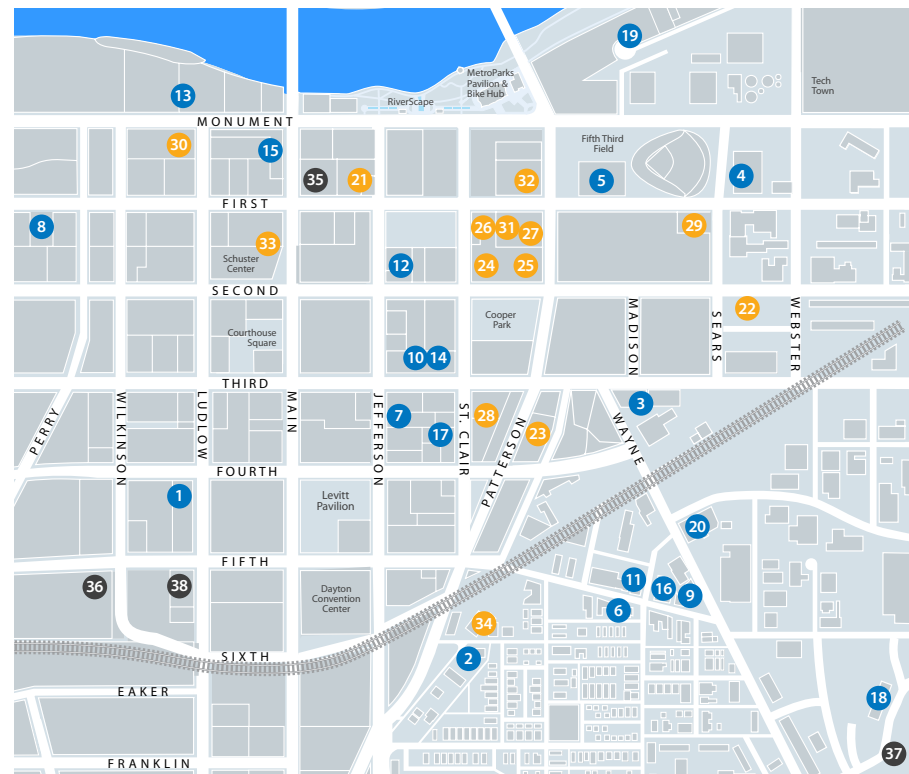 19
MetroParks
Pavilion &
Bike Hub
Tech
Town
13
RiverScape
MONUMENT
30
15
Fifth Third
Field
35
21
32
5
4
FIRST
8
33
Schuster
Center
12
26
31
27
24
25
29
SECOND
Courthouse
Square
Cooper
Park
22
MADISON
SEARS
WEBSTER
10
14
THIRD
PERRY
WILKINSON
LUDLOW
MAIN
JEFFERSON
7
17
ST. CLAIR
28
23
PATTERSON
3
WAYNE
FOURTH
1
Levitt
Pavilion
20
FIFTH
36
38
Dayton
Convention
Center
11
16
9
6
34
2
SIXTH
EAKER
18
37
FRANKLIN